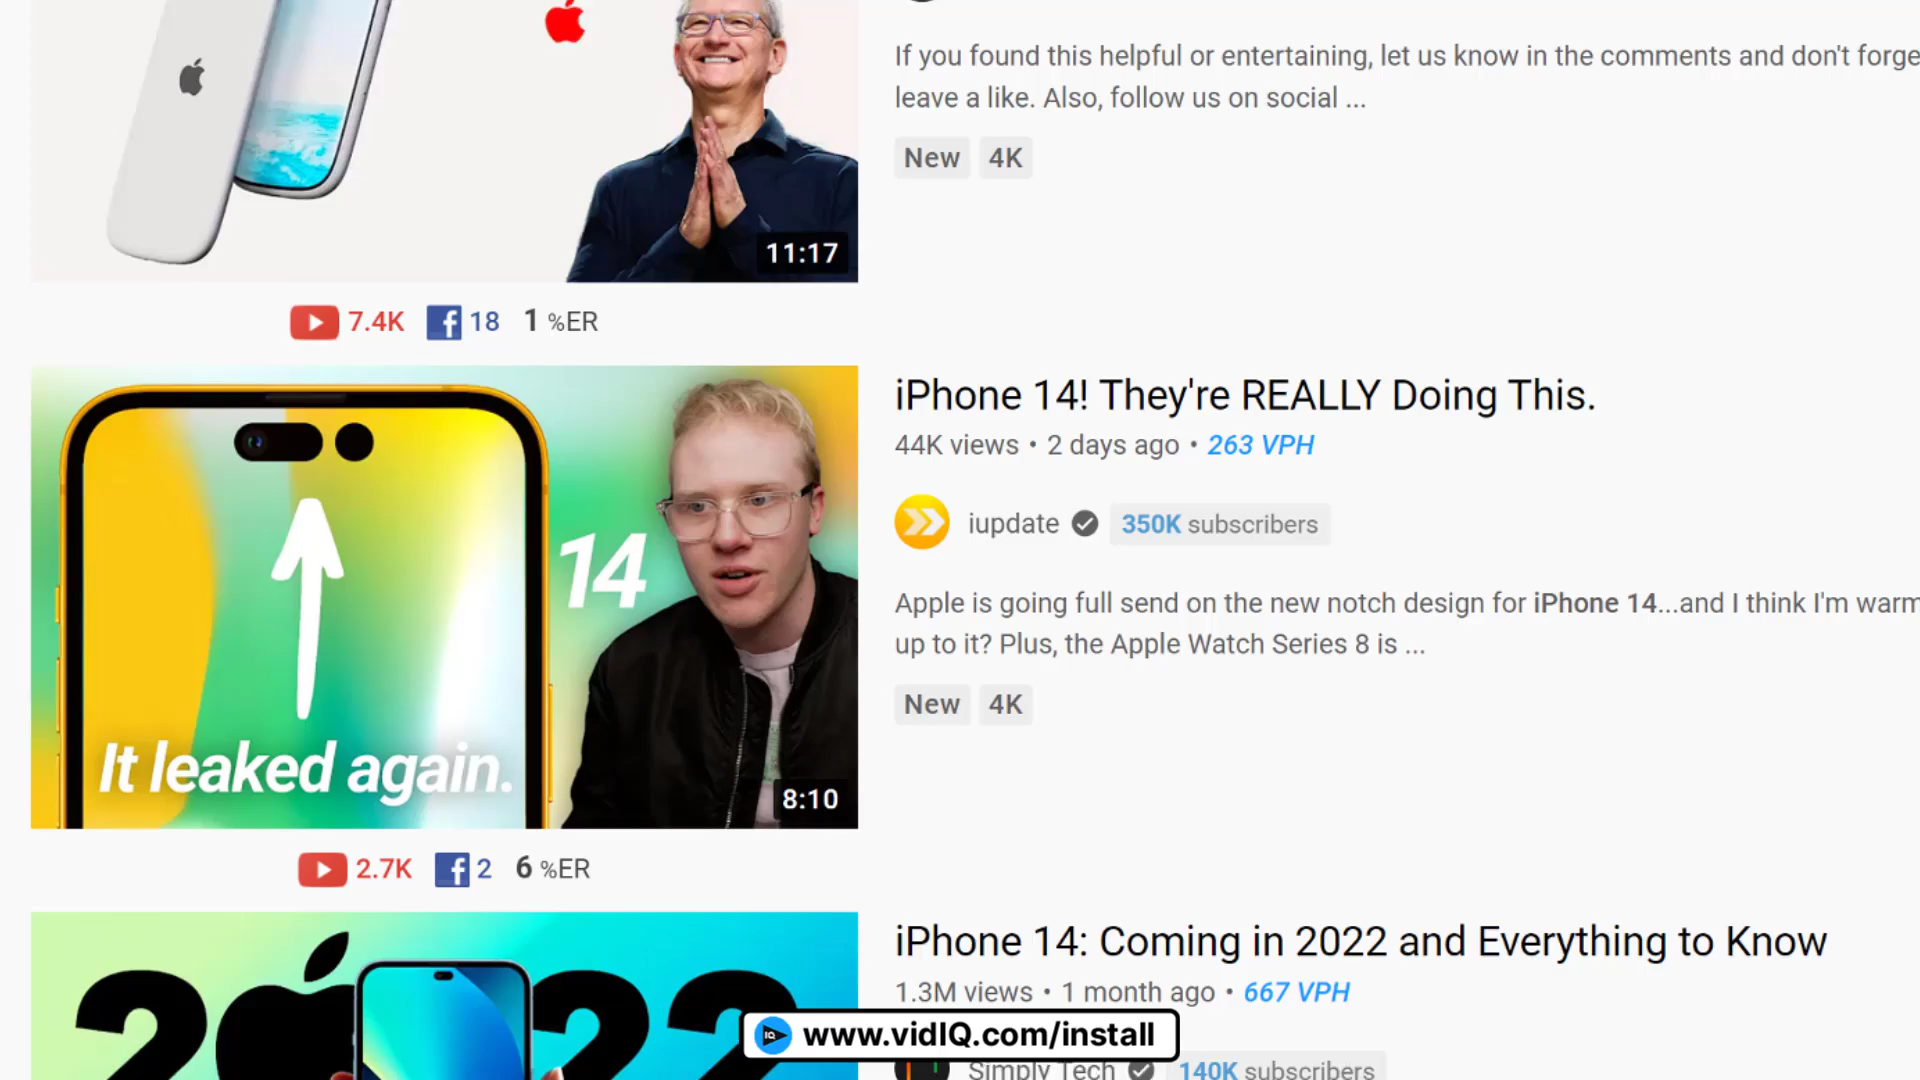 If you found this helpful or entertaining, let us know in the comments and don't forge
leave a like. Also, follow us on social ...
New 4K
11:17
7.4K 18 1 %ER
iPhone 14! They're REALLY Doing This.
44K views • 2 days ago • 263 VPH
iupdate 350K subscribers
14
Apple is going full send on the new notch design for iPhone 14...and I think I'm warm
up to it? Plus, the Apple Watch Series 8 is ...
New 4K
It leaked again.
8:10
2.7K 2 6 %ER
iPhone 14: Coming in 2022 and Everything to Know
1.3M views • 1 month ago • 667 VPH
2 22
IQ www.vidIQ.com/install
Simply Tech 140K subscribers